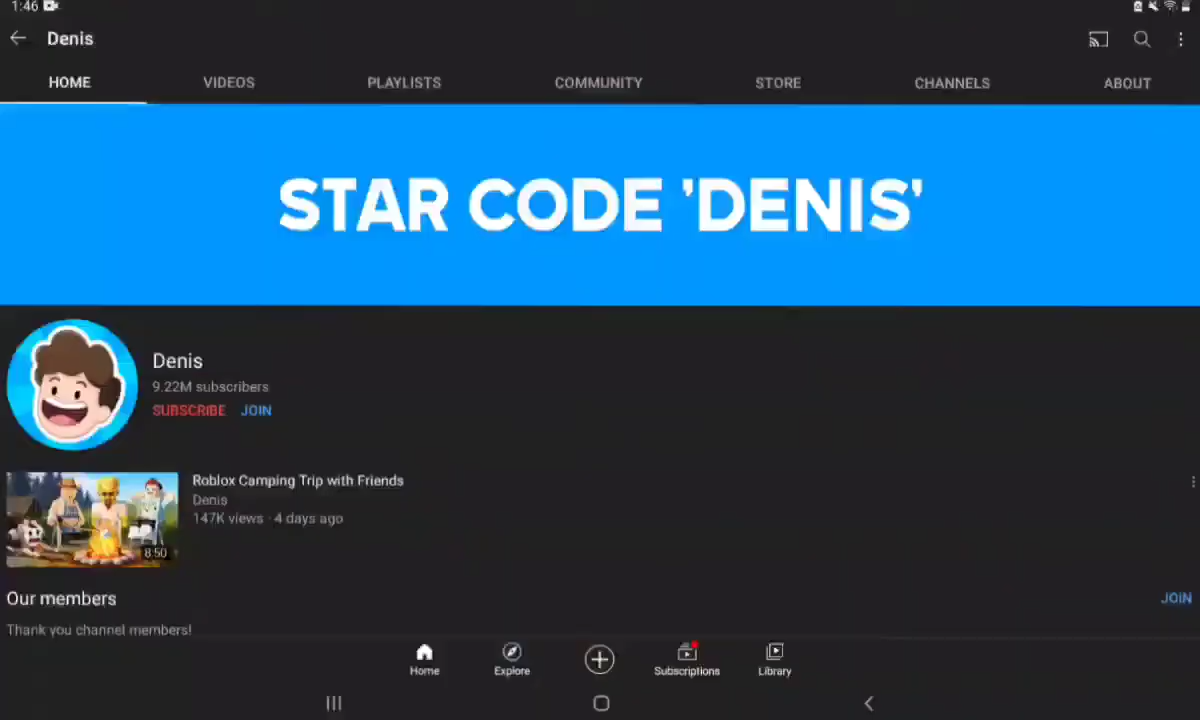 1:46
Denis
HOME VIDEOS PLAYLISTS COMMUNITY STORE CHANNELS ABOUT
STAR CODE 'DENIS'
Denis
9.22M subscribers
SUBSCRIBE JOIN
Roblox Camping Trip with Friends
Denis
147K views · 4 days ago
8:50
Our members JOIN
Thank you channel members!
Home Explore Subscriptions Library